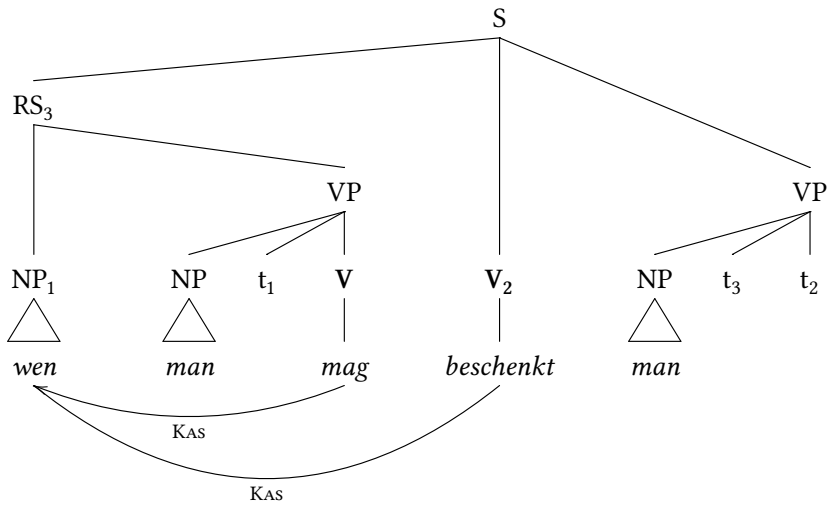 S
RS₃
VP VP
NP₁ NP t₁ V V₂ NP t₃ t₂
wen man mag beschenkt man
Kas
Kas